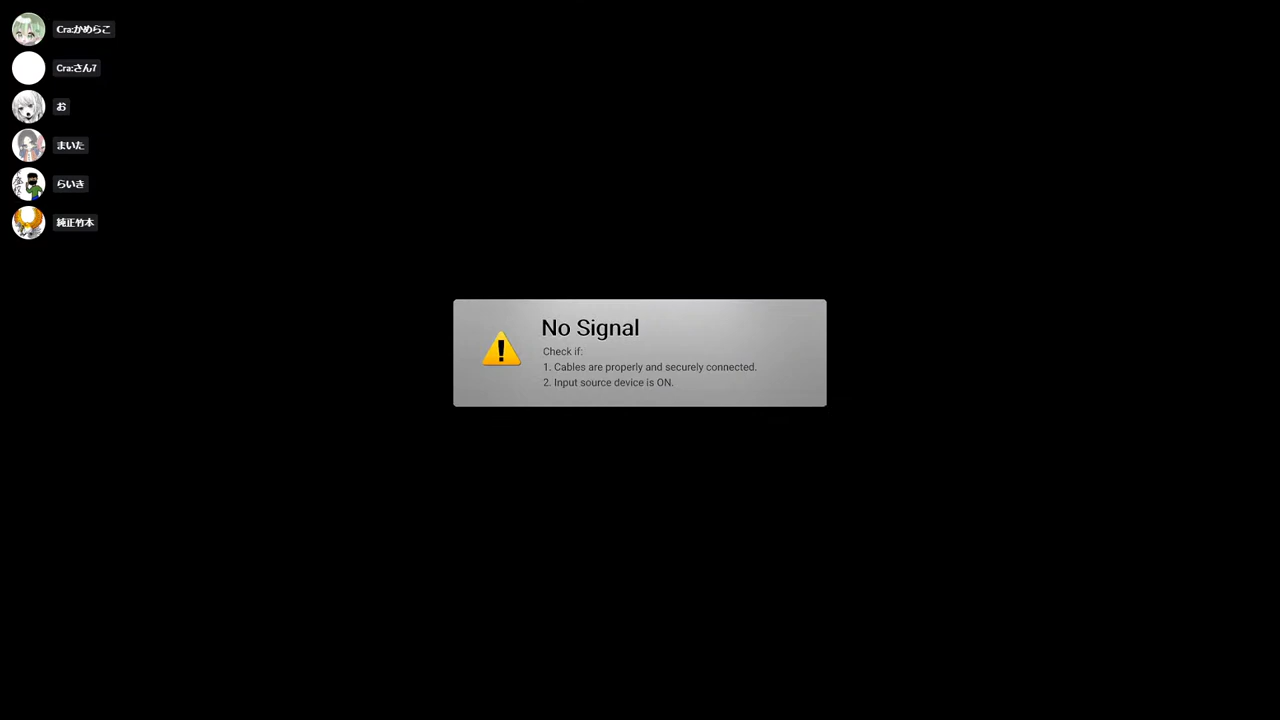 Cra:かめらこ
Cra:さん7
お
まいた
らいき
純正竹本
No Signal
Check if:
1. Cables are properly and securely connected.
2. Input source device is ON.